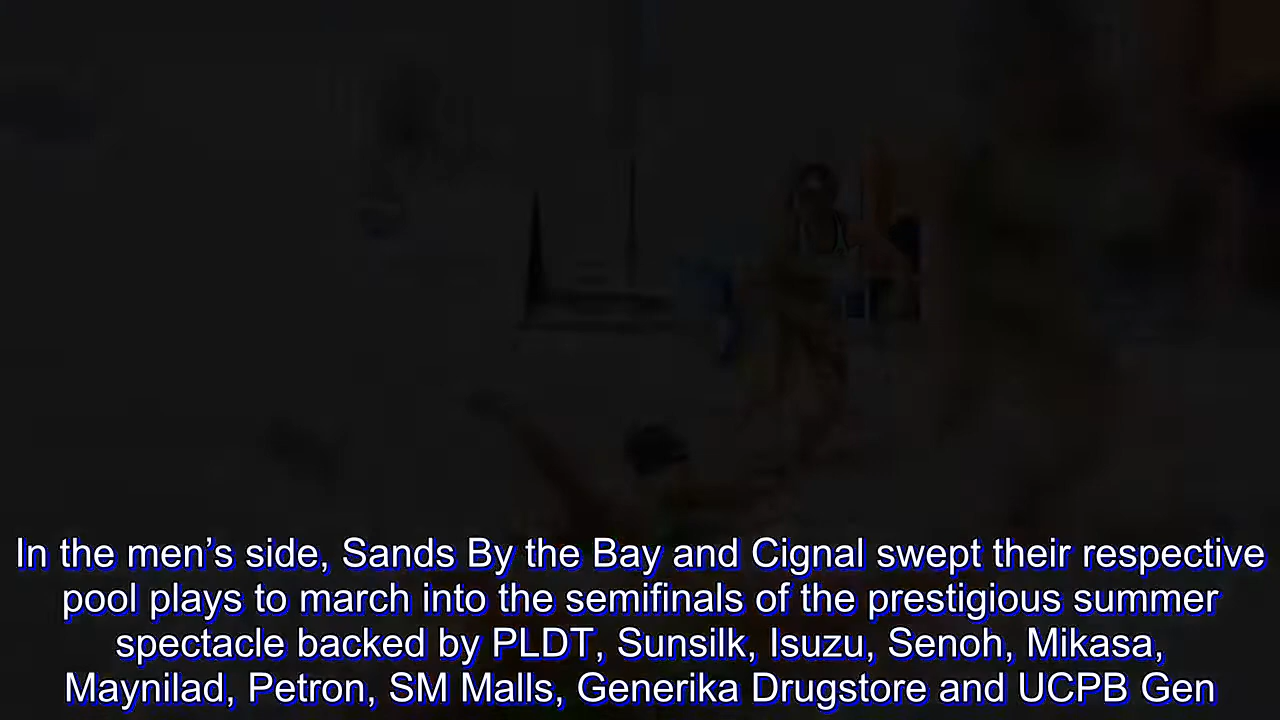 In the men’s side, Sands By the Bay and Cignal swept their respective
pool plays to march into the semifinals of the prestigious summer
spectacle backed by PLDT, Sunsilk, Isuzu, Senoh, Mikasa,
Maynilad, Petron, SM Malls, Generika Drugstore and UCPB Gen